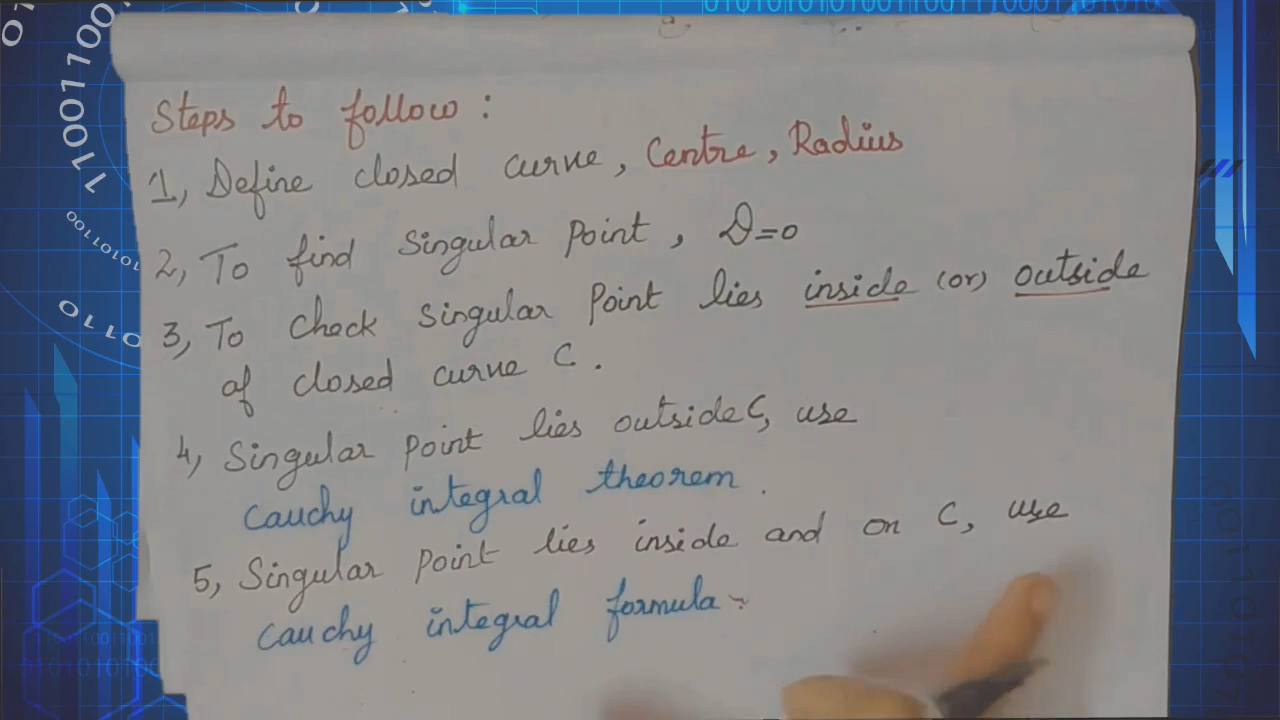 Steps to follow :
1, Define closed curve, Centre, Radius
2, To find singular point, D=0
3, To check singular point lies inside (or) outside
of closed curve C.
4, Singular point lies outside C, use
Cauchy integral theorem.
5, Singular point lies inside and on C, use
Cauchy integral formula.